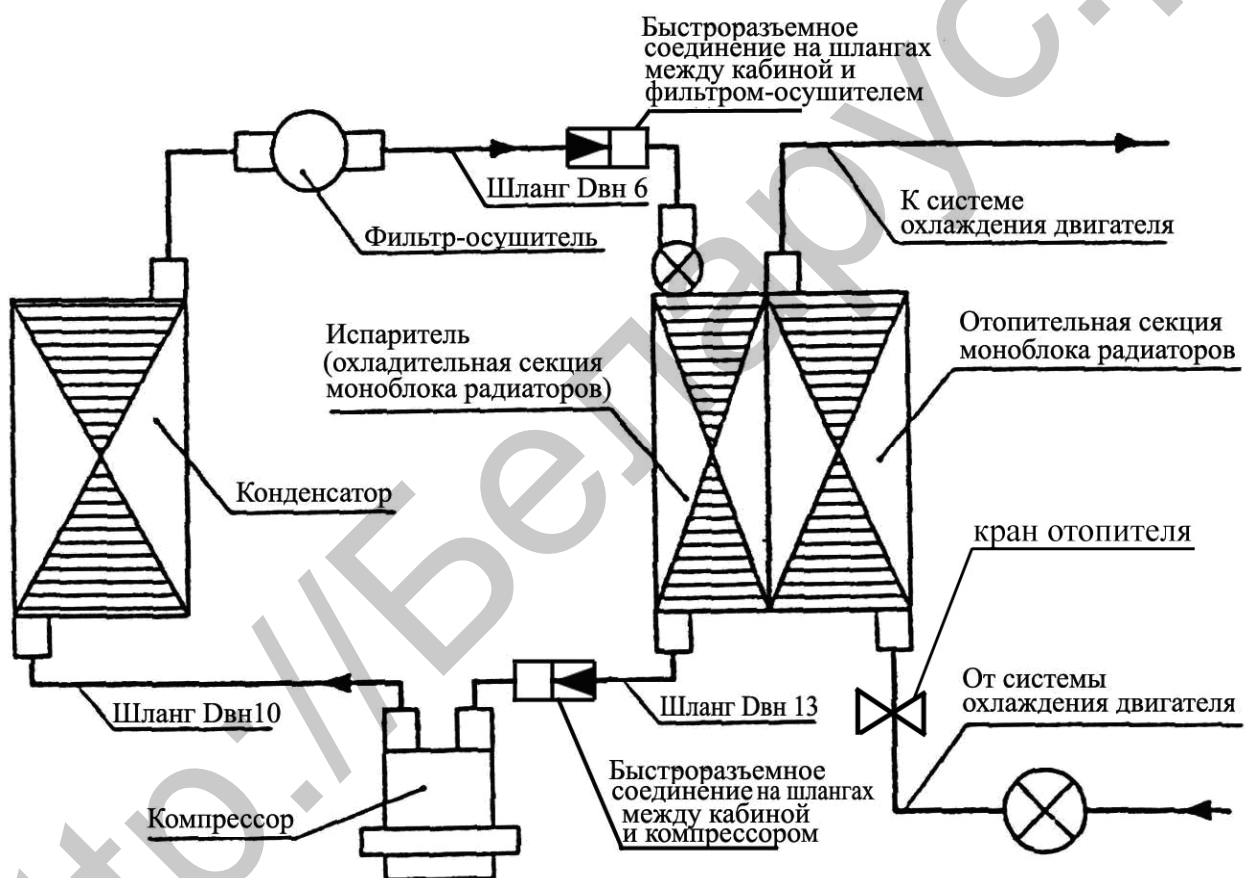 Быстроразъемное
соединение на шлангах
между кабиной и
фильтром-осушителем
Шланг Dвн 6
Фильтр-осушитель
К системе
охлаждения двигателя
Испаритель
(охладительная секция
моноблока радиаторов)
Отопительная секция
моноблока радиаторов
Конденсатор
кран отопителя
Шланг Dвн10
Шланг Dвн 13
От системы
охлаждения двигателя
Быстроразъемное
соединение на шлангах
между кабиной
и компрессором
Компрессор
http://Беларус.